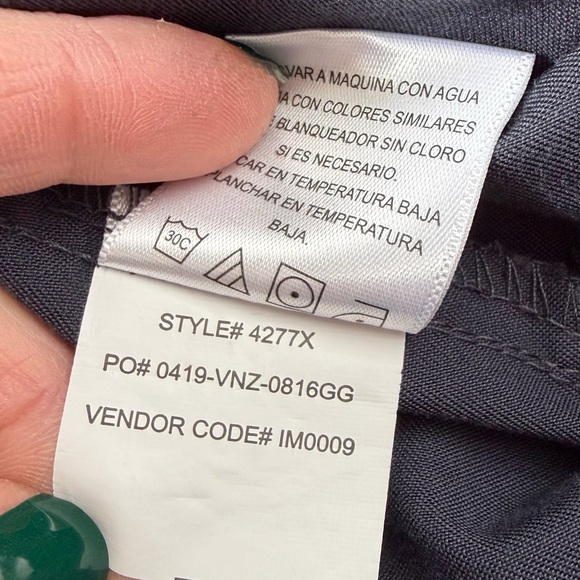 VAR A MAQUINA CON AGUA
A CON COLORES SIMILARES
BLANQUEADOR SIN CLORO
SI ES NECESARIO.
CAR EN TEMPERATURA BAJA
PLANCHAR EN TEMPERATURA
BAJA.
30C
STYLE# 4277X
PO# 0419-VNZ-0816GG
VENDOR CODE# IM0009